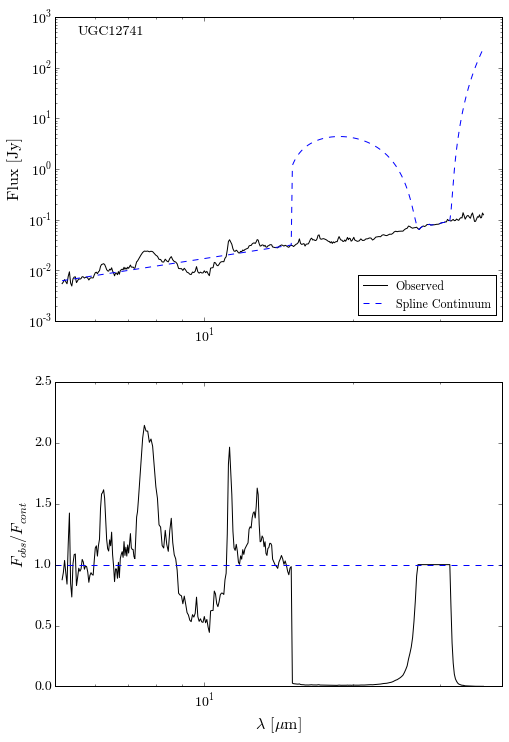 10^3
UGC12741
10^2
10^1
10^0
10^-1
10^-2
10^-3
Flux [Jy]
Observed
Spline Continuum
10^1
2.5
2.0
1.5
1.0
0.5
0.0
F_obs/F_cont
10^1
λ [μm]